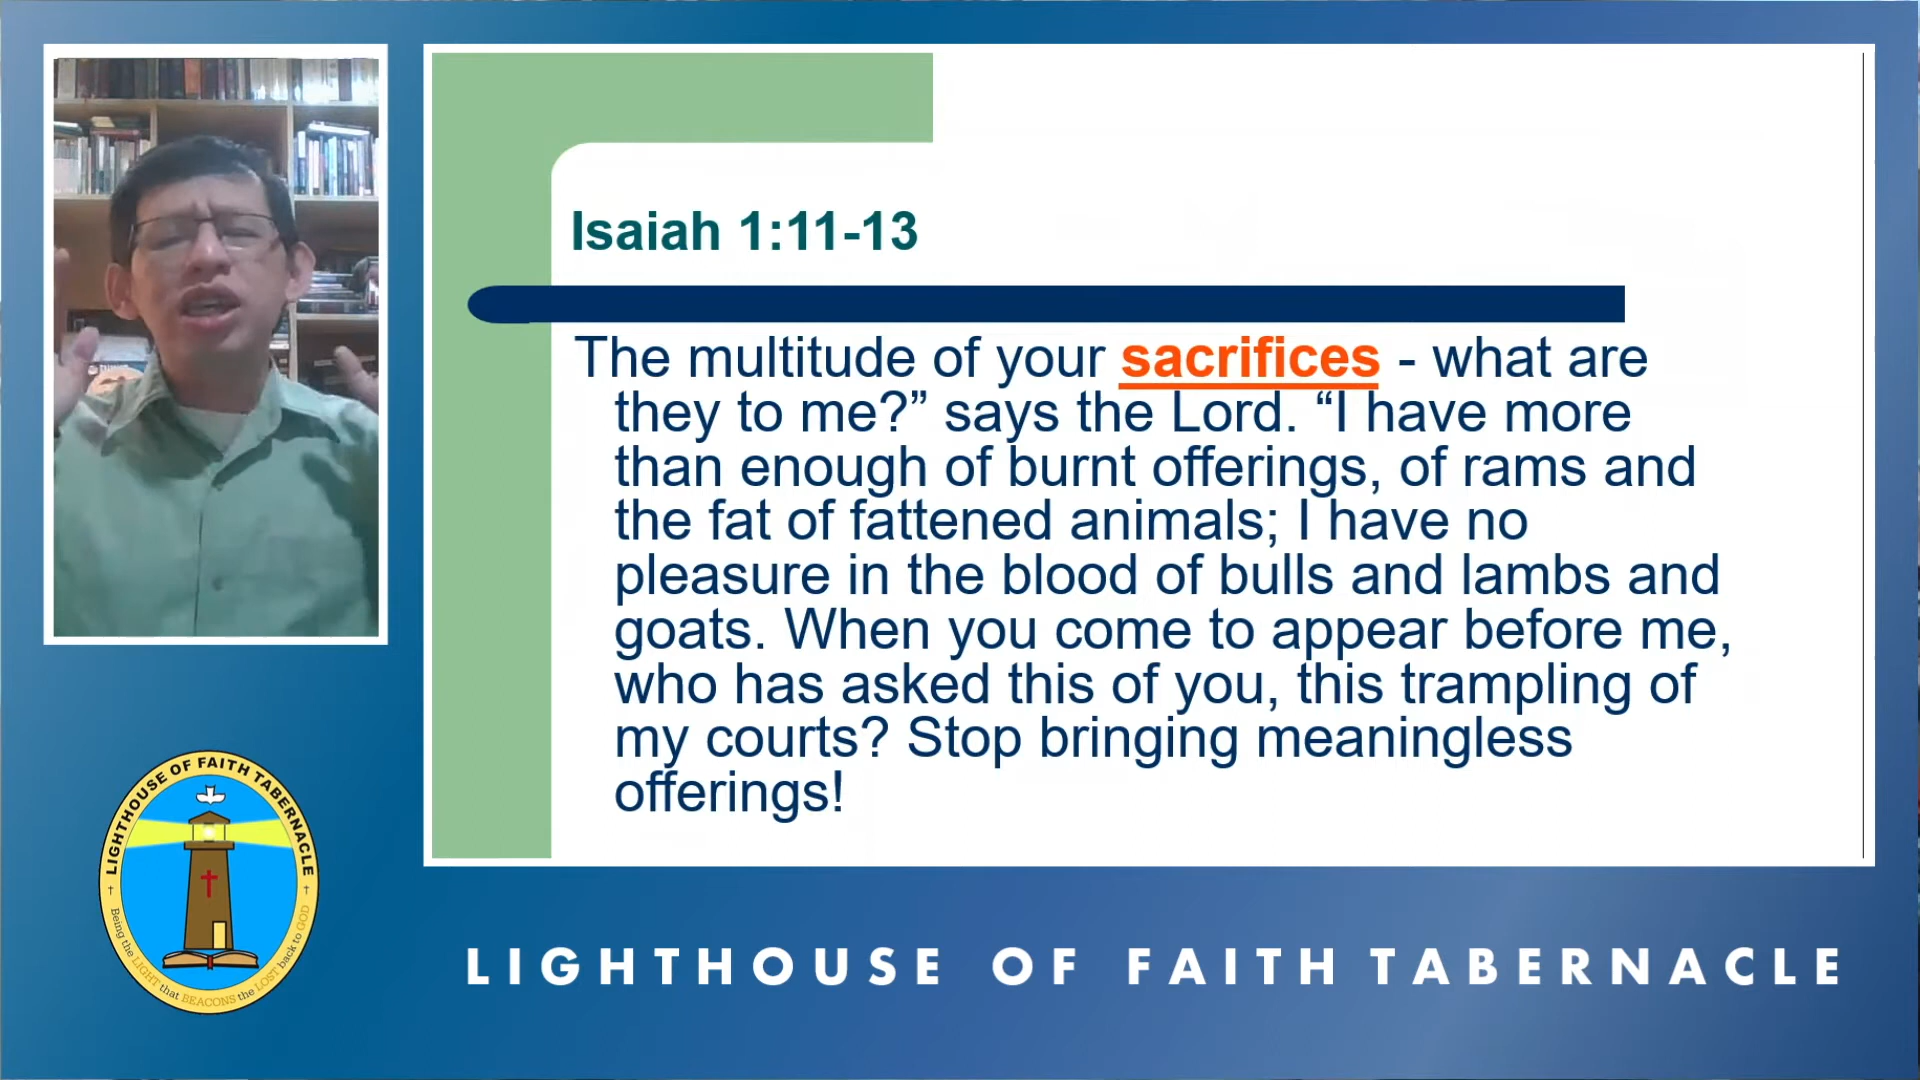 Isaiah 1:11-13
The multitude of your sacrifices - what are
they to me?” says the Lord. “I have more
than enough of burnt offerings, of rams and
the fat of fattened animals; I have no
pleasure in the blood of bulls and lambs and
goats. When you come to appear before me,
who has asked this of you, this trampling of
my courts? Stop bringing meaningless
offerings!
LIGHTHOUSE OF FAITH TABERNACLE
Being the LIGHT that BEACONS the LOST back to GOD
LIGHTHOUSE OF FAITH TABERNACLE